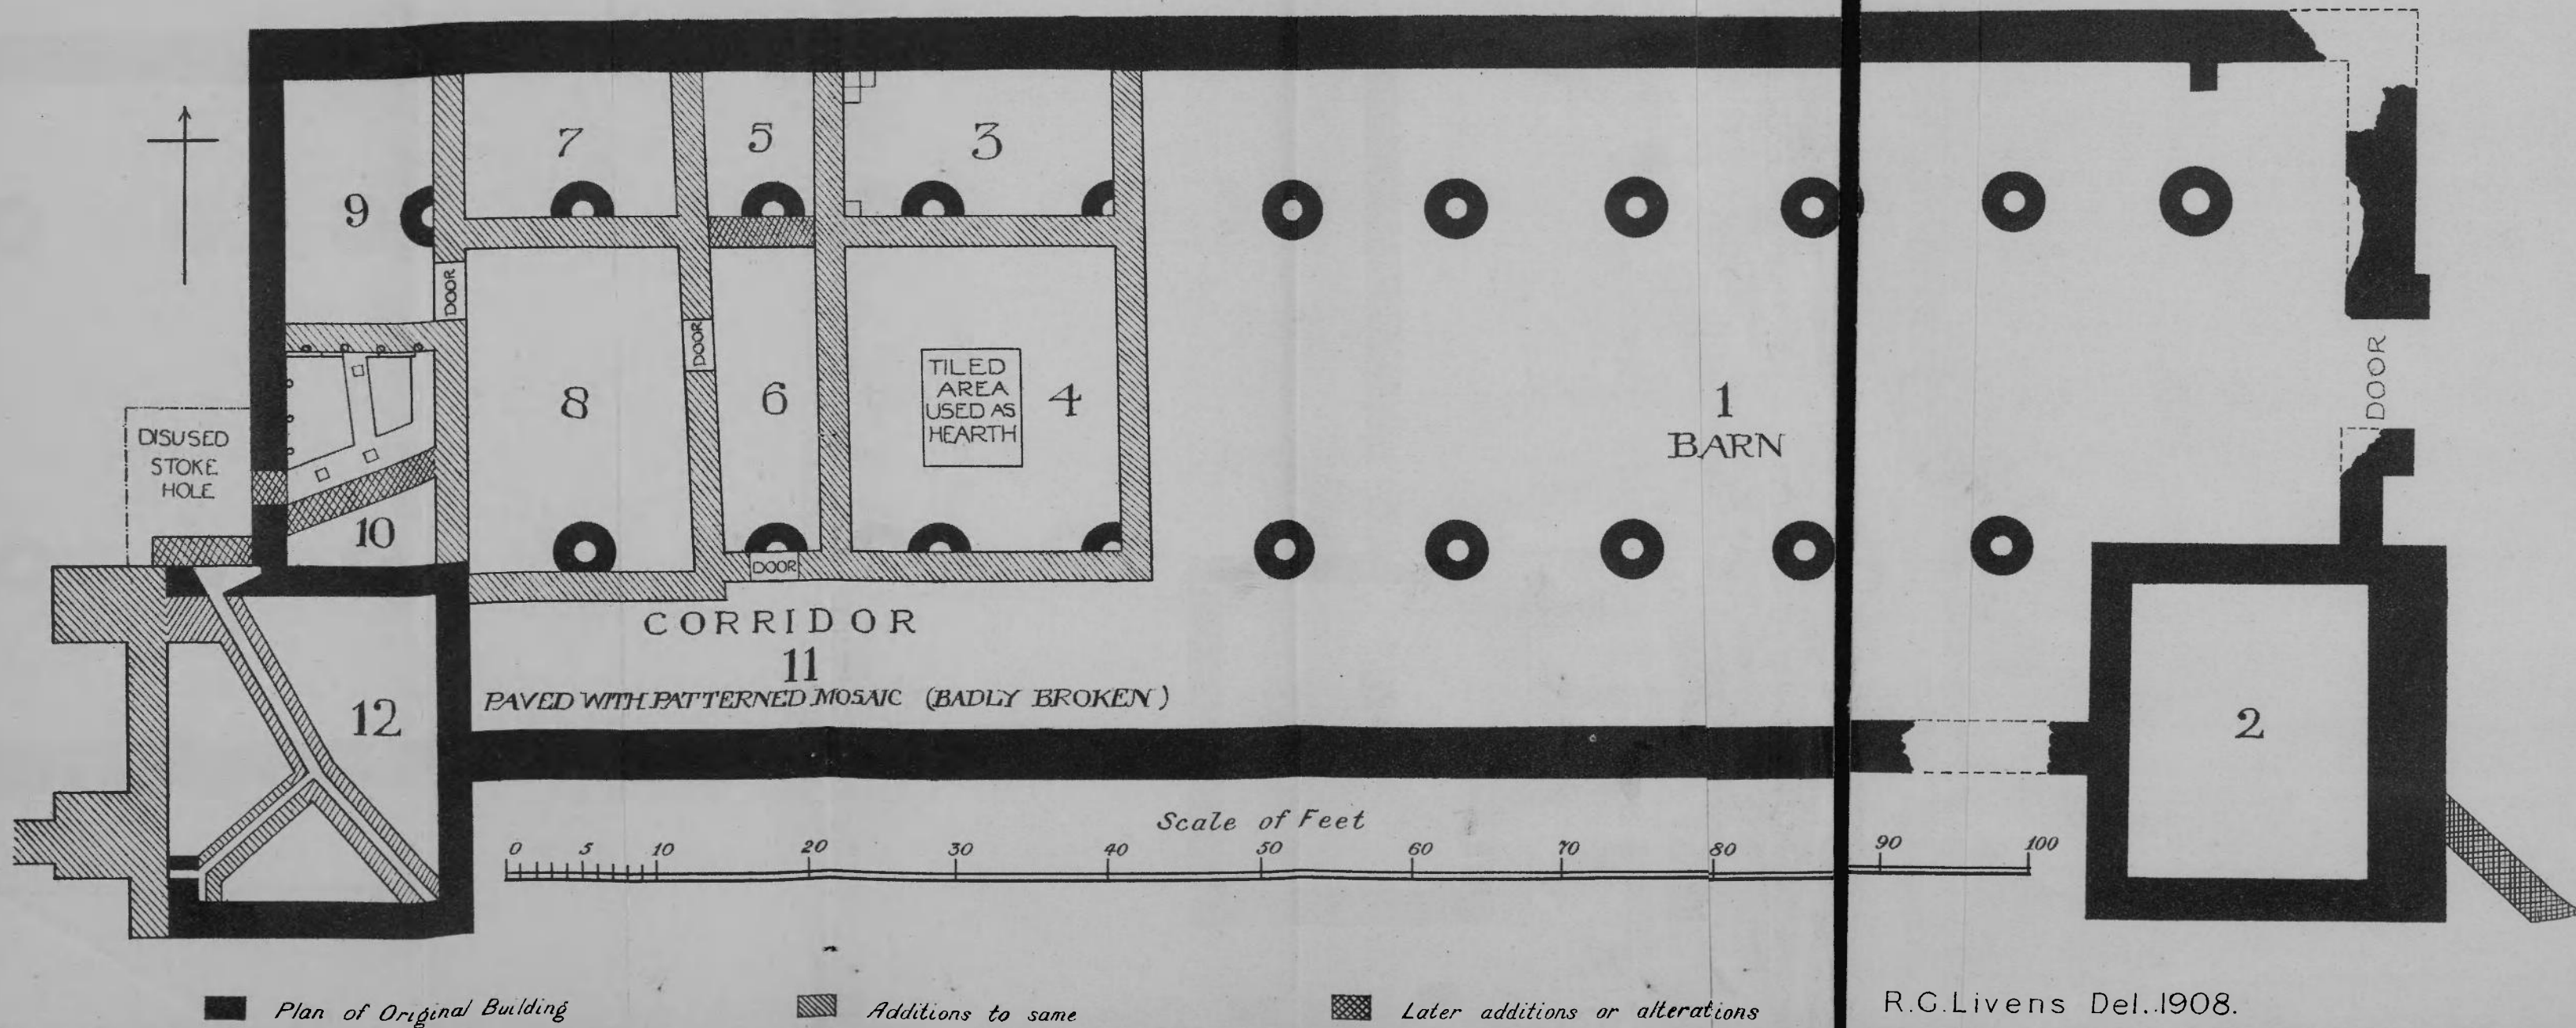 7
5
3
9
DOOR
DOOR
8
6
TILED
AREA
USED AS
HEARTH
4
1
BARN
DOOR
DISUSED
STOKE
HOLE
10
DOOR
CORRIDOR
11
PAVED WITH PATTERNED MOSAIC (BADLY BROKEN)
12
2
Scale of Feet
0 5 10 20 30 40 50 60 70 80 90 100
Plan of Original Building
Additions to same
Later additions or alterations
R.G.Livens Del..1908.